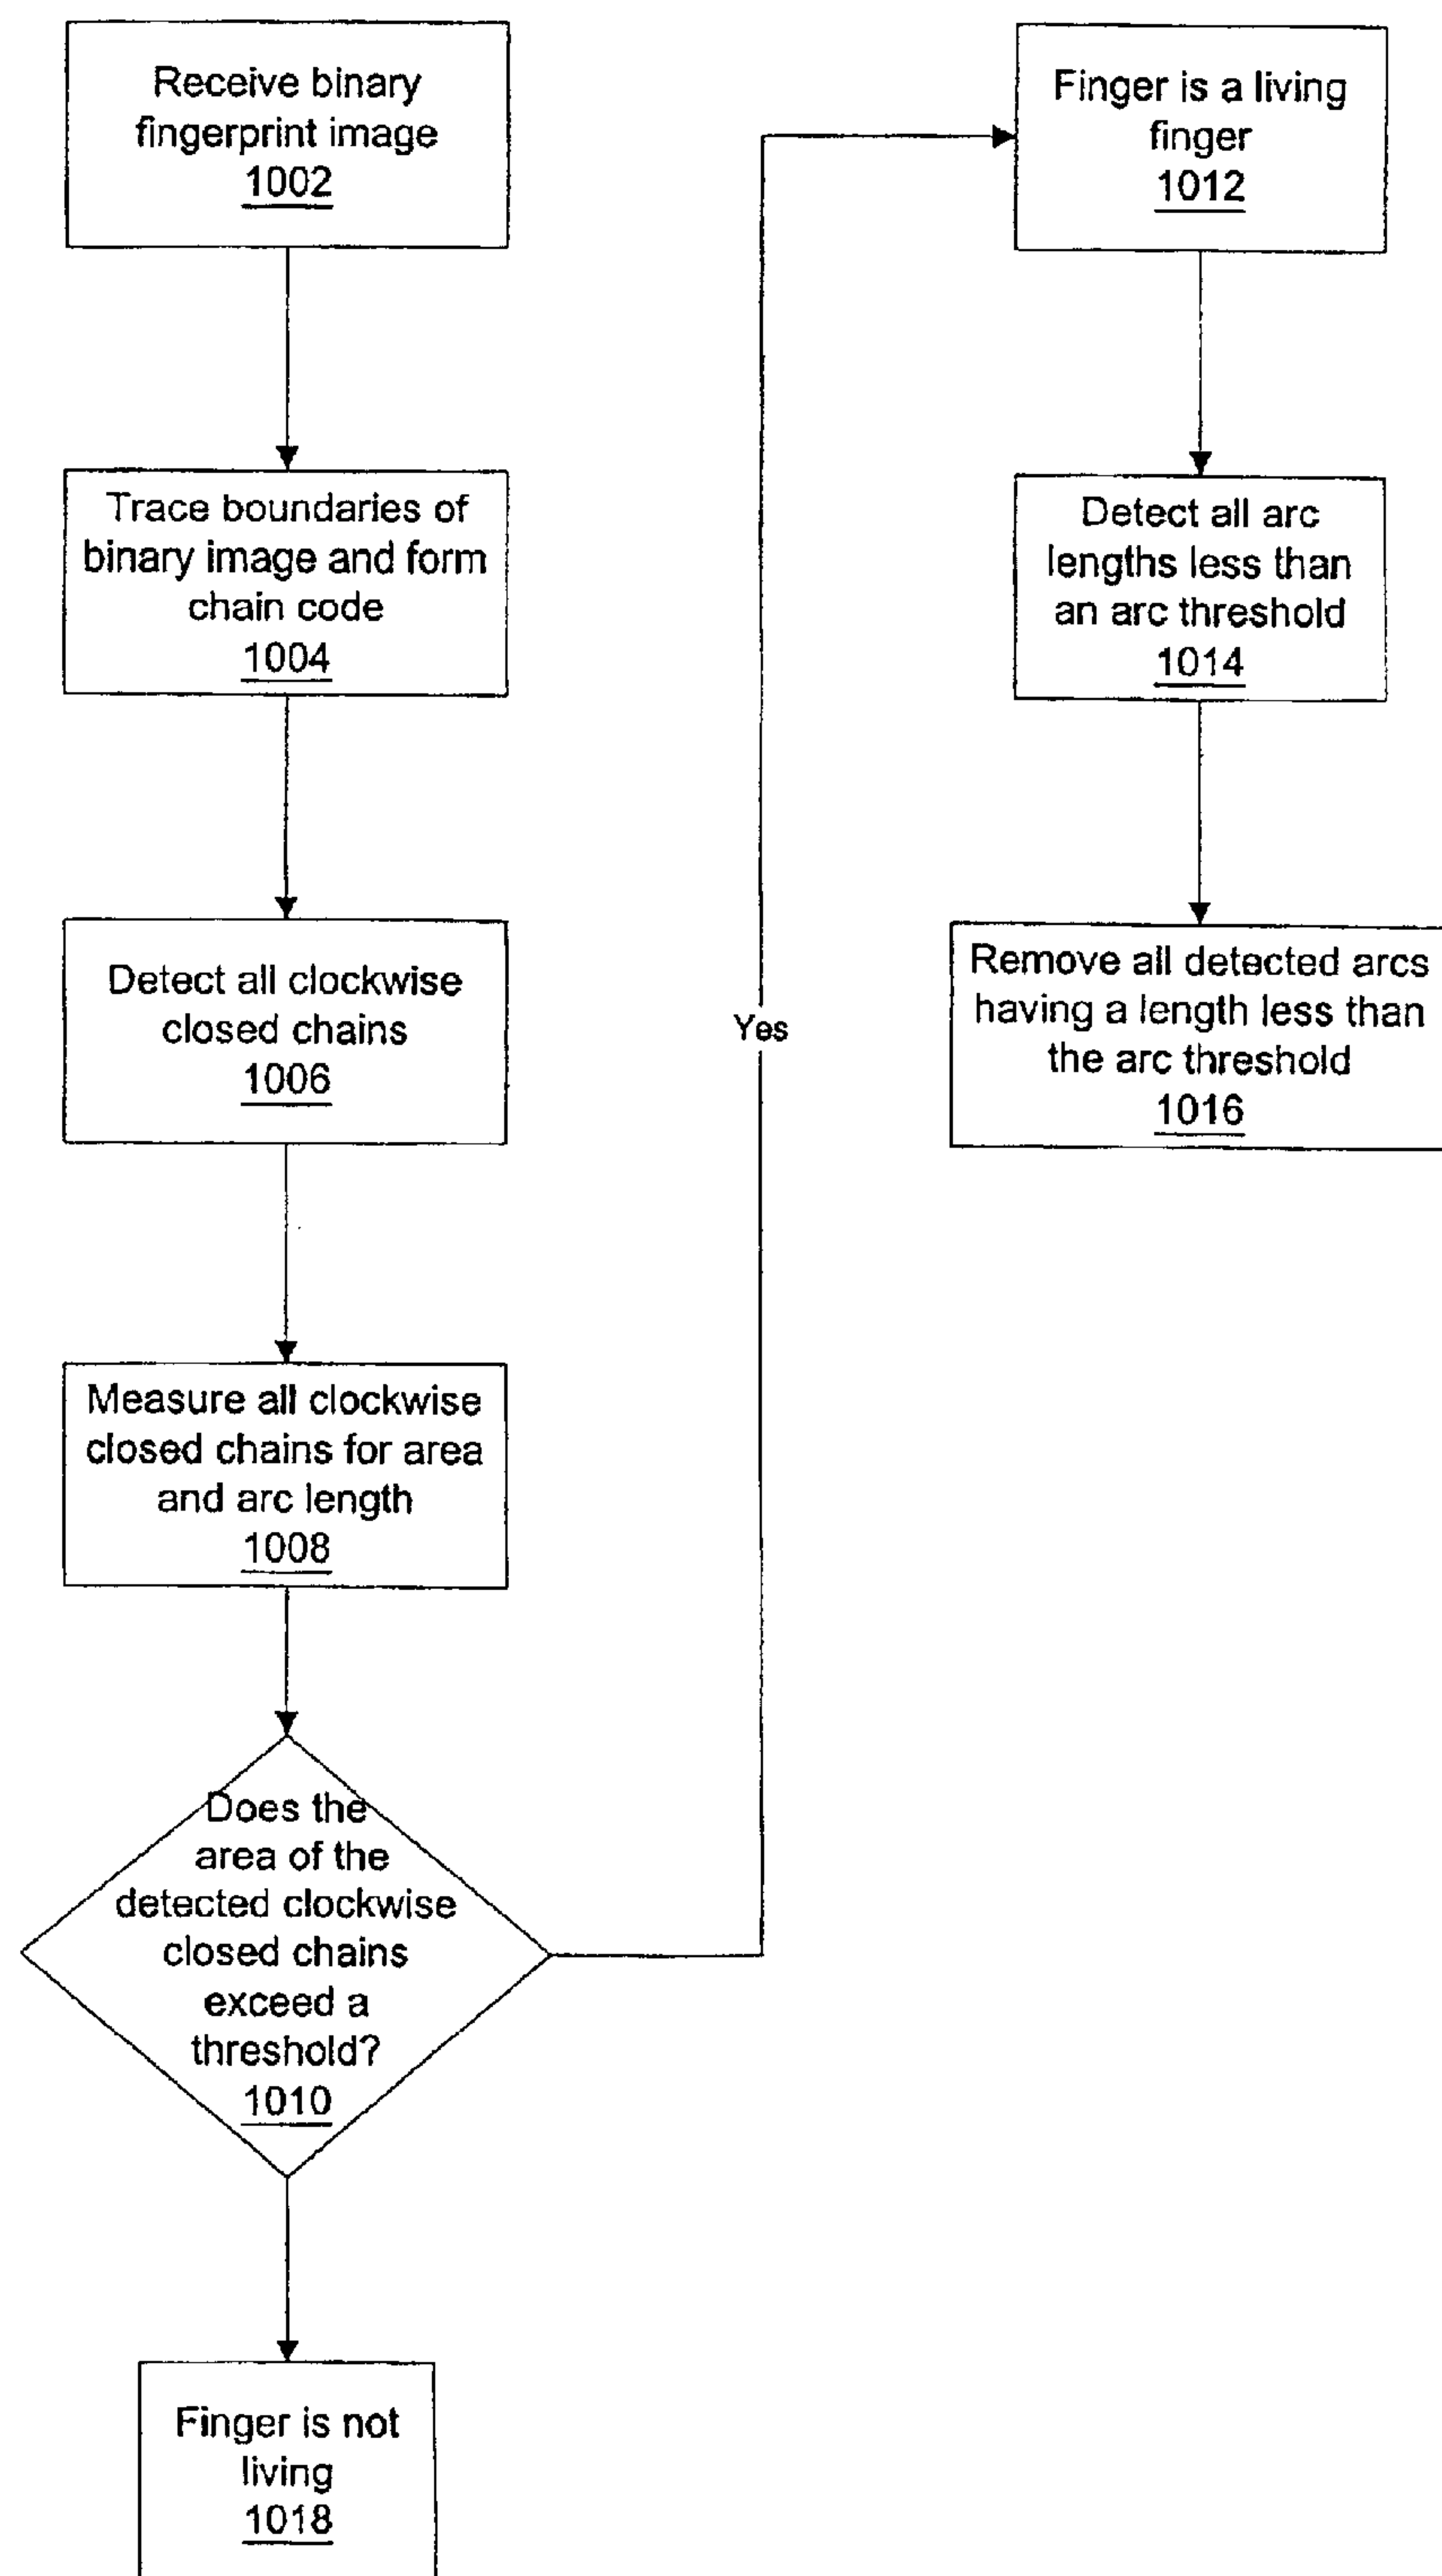 Receive binary
fingerprint image
1002
Trace boundaries of
binary image and form
chain code
1004
Detect all clockwise
closed chains
1006
Measure all clockwise
closed chains for area
and arc length
1008
Does the
area of the
detected clockwise
closed chains
exceed a
threshold?
1010
Finger is not
living
1018
Yes
Finger is a living
finger
1012
Detect all arc
lengths less than
an arc threshold
1014
Remove all detected arcs
having a length less than
the arc threshold
1016